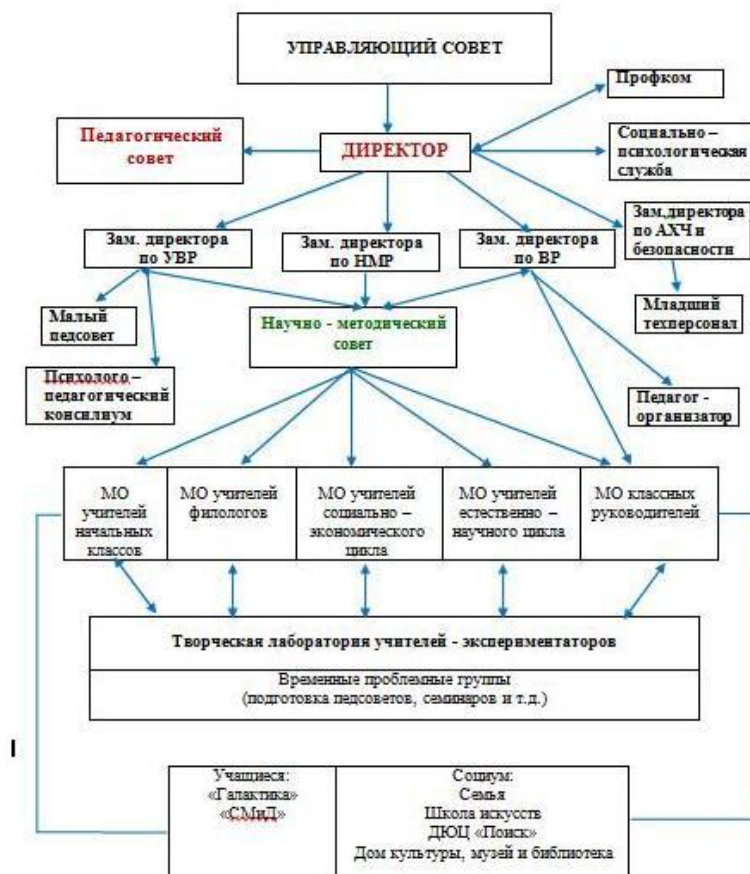 УПРАВЛЯЮЩИЙ СОВЕТ
Профком
Педагогический
совет
ДИРЕКТОР
Социально –
психологическая
служба
Зам. директора
по УВР
Зам. директора
по НМР
Зам. директора
по ВР
Зам.директора
по АХЧ и
безопасности
Малый
педсовет
Научно - методический
совет
Младший
техперсонал
Психолого –
педагогический
консилиум
Педагог -
организатор
МО
учителей
начальных
классов
МО учителей
филологов
МО учителей
социально –
экономического
цикла
МО учителей
естественно –
научного цикла
МО классных
руководителей
Творческая лаборатория учителей - экспериментаторов
Временные проблемные группы
(подготовка педсоветов, семинаров и т.д.)
I
Учащиеся:
«Галактика»
«СМиД»
Социум:
Семья
Школа искусств
ДЮЦ «Поиск»
Дом культуры, музей и библиотека